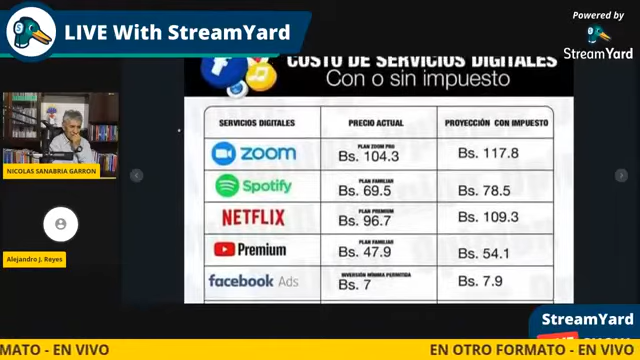 LIVE With StreamYard
Powered by
StreamYard
COSTO DE SERVICIOS DIGITALES
Con o sin impuesto
SERVICIOS DIGITALES
PRECIO ACTUAL
PROYECCIÓN CON IMPUESTO
zoom
PLAN ZOOM PRO
Bs. 104.3
Bs. 117.8
Spotify
PLAN FAMILIAR
Bs. 69.5
Bs. 78.5
NETFLIX
PLAN PREMIUM
Bs. 96.7
Bs. 109.3
Premium
PLAN FAMILIAR
Bs. 47.9
Bs. 54.1
facebook Ads
INVERSIÓN MÍNIMA PERMITIDA
Bs. 7
Bs. 7.9
NICOLAS SANABRIA GARRON
Alejandro J. Reyes
StreamYard
MATO - EN VIVO
EN OTRO FORMATO - EN VIVO